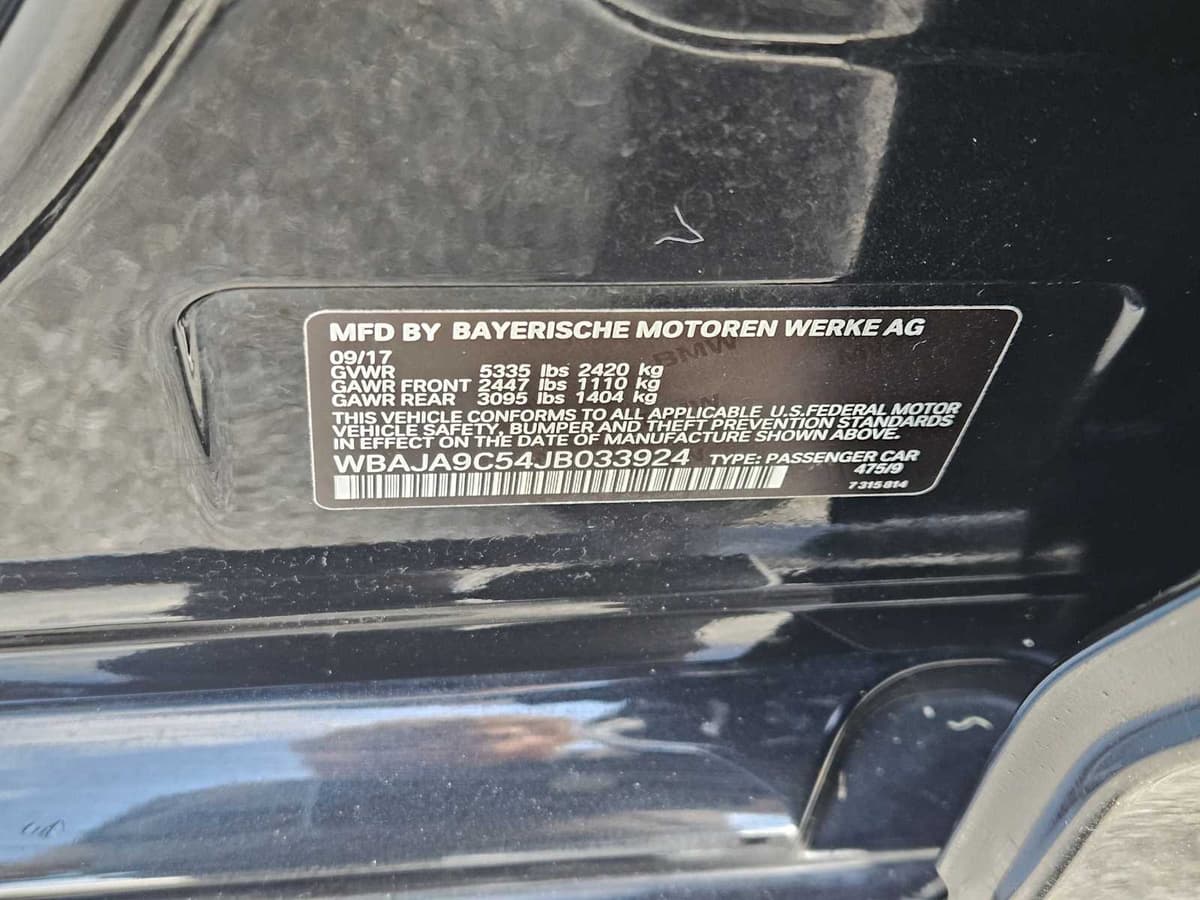 MFD BY BAYERISCHE MOTOREN WERKE AG
09/17
GVWR 5335 lbs 2420 kg
GAWR FRONT 2447 lbs 1110 kg
GAWR REAR 3095 lbs 1404 kg
THIS VEHICLE CONFORMS TO ALL APPLICABLE U.S.FEDERAL MOTOR
VEHICLE SAFETY, BUMPER AND THEFT PREVENTION STANDARDS
IN EFFECT ON THE DATE OF MANUFACTURE SHOWN ABOVE.
WBAJA9C54JB033924 TYPE: PASSENGER CAR
475/9
7 315 814
BMW